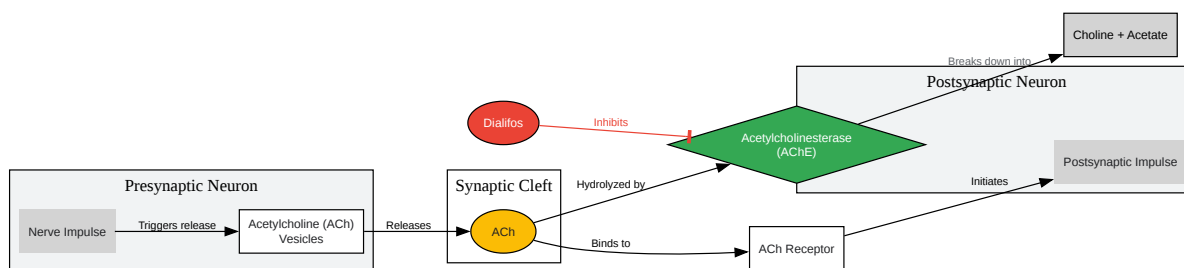 Choline + Acetate
Breaks down into
Postsynaptic Neuron
Dialifos
Inhibits
Acetylcholinesterase
(AChE)
Postsynaptic Impulse
Presynaptic Neuron
Synaptic Cleft
Hydrolyzed by
Initiates
Nerve Impulse
Triggers release
Acetylcholine (ACh)
Vesicles
Releases
ACh
Binds to
ACh Receptor